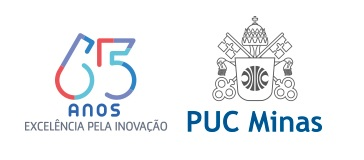 65
ANOS
EXCELÊNCIA PELA INOVAÇÃO
PUC Minas